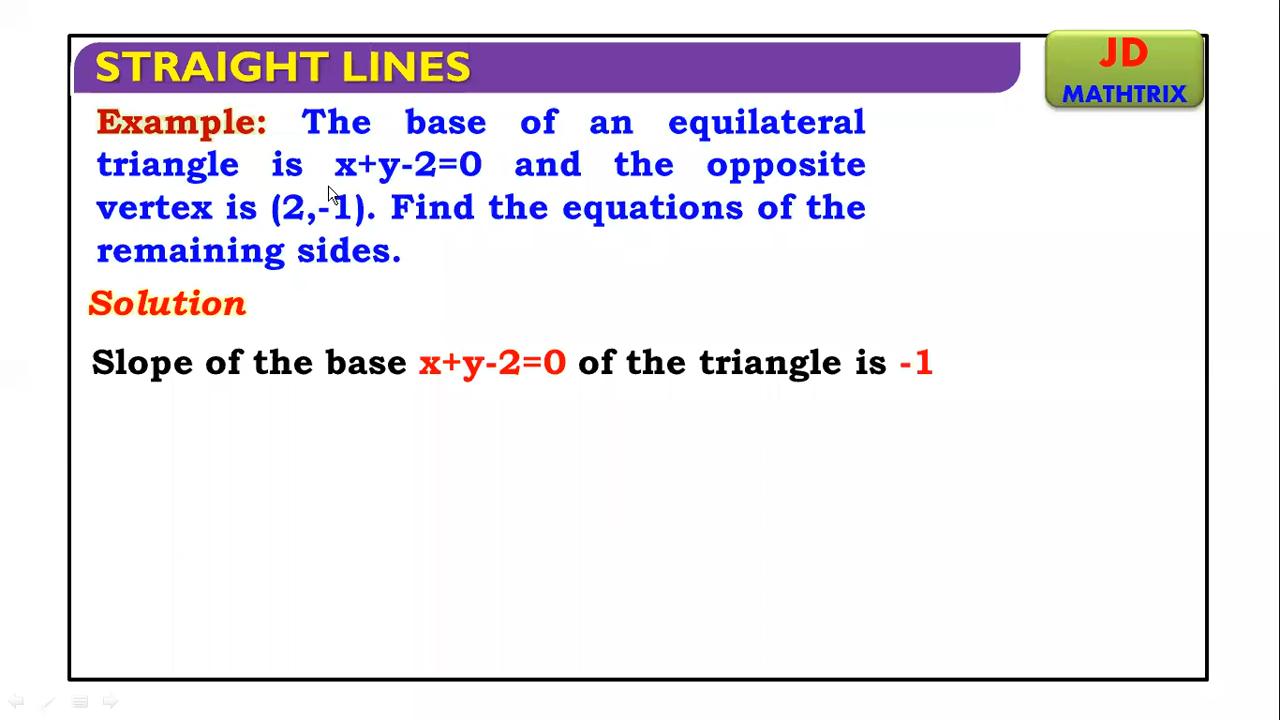 STRAIGHT LINES
JD
MATHTRIX
Example: The base of an equilateral
triangle is x+y-2=0 and the opposite
vertex is (2,-1). Find the equations of the
remaining sides.
Solution
Slope of the base x+y-2=0 of the triangle is -1